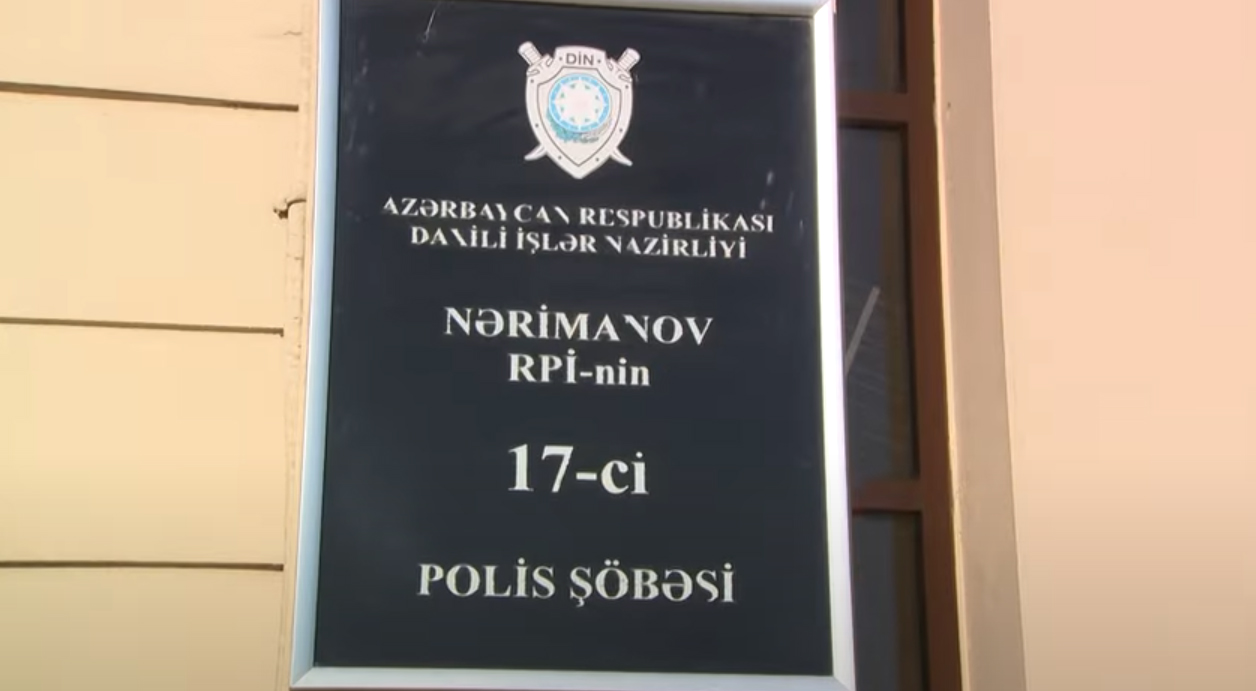 DİN
AZƏRBAYCAN RESPUBLİKASI
DAXİLİ İŞLƏR NAZİRLİYİ
NƏRİMANOV
RPİ-nin
17-ci
POLİS ŞÖBƏSİ